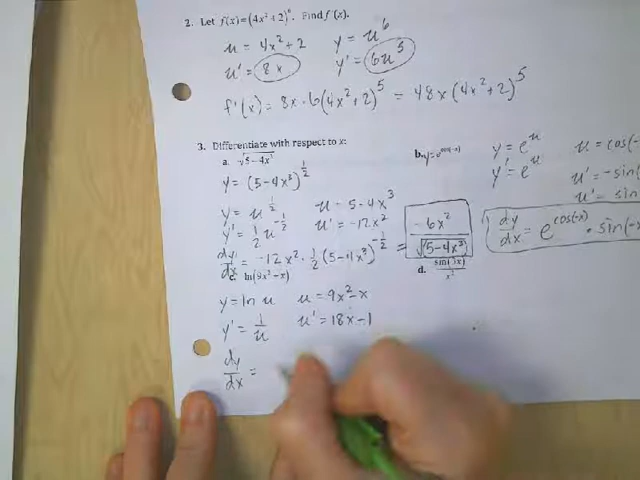 2. Let f(x)=(4x²+2)⁶. Find f'(x).
u = 4x²+2 y = u⁶
u' = 8x y' = 6u⁵
f'(x) = 8x·6(4x²+2)⁵ = 48x(4x²+2)⁵
3. Differentiate with respect to x:
a. √5-4x³
y = (5-4x³)^½
y = u^½ u = 5-4x³
y' = ½u^-½ u' = -12x²
dy/dx = -12x²·½(5-4x³)^-½ = -6x²/√(5-4x³)
b. y=e^cos(-x) y = e^u u = cos(-
y' = e^u u' = -sin(
u' = sin(
dy/dx = e^cos(-x)·sin(-x
c. ln(9x²-x) d. sin(3x)/x²
y = ln u u = 9x²-x
y' = 1/u u' = 18x-1
dy/dx =